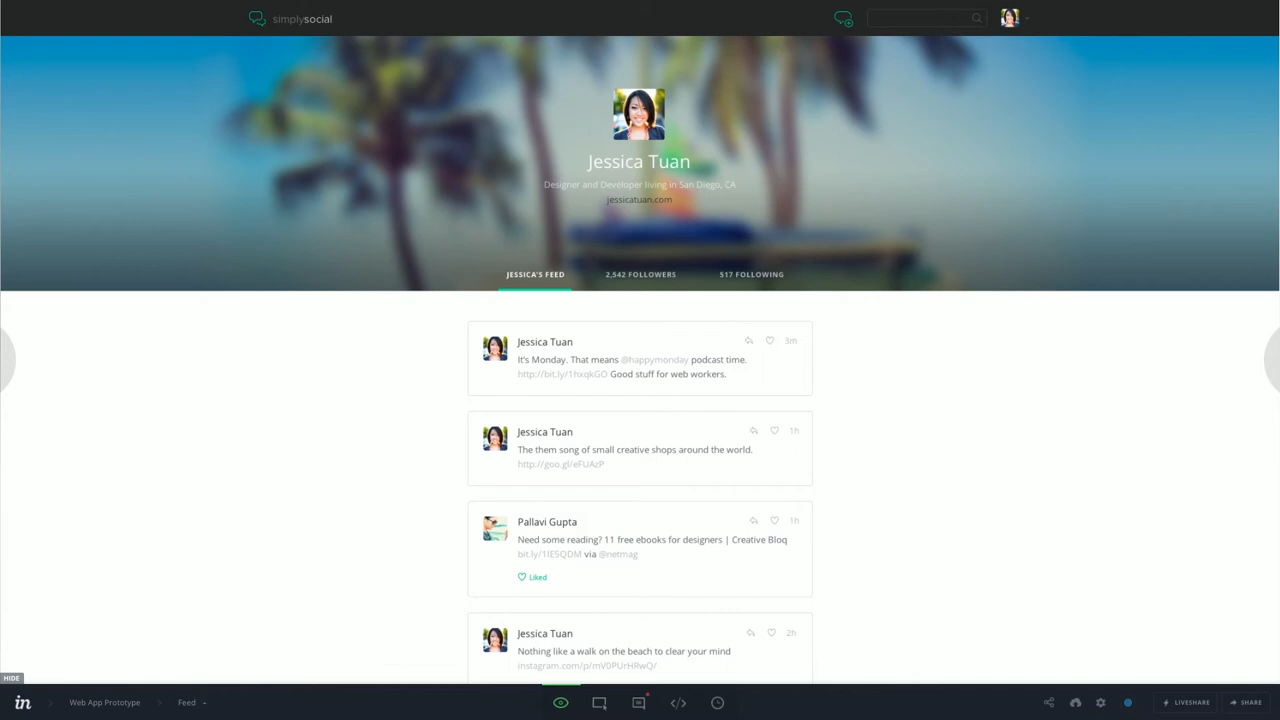 simplysocial
Jessica Tuan
Designer and Developer living in San Diego, CA
jessicatuan.com
JESSICA'S FEED
2,542 FOLLOWERS
517 FOLLOWING
Jessica Tuan
3m
It's Monday. That means @happymonday podcast time.
http://bit.ly/1hxqkGO Good stuff for web workers.
Jessica Tuan
1h
The them song of small creative shops around the world.
http://goo.gl/eFUAzP
Pallavi Gupta
1h
Need some reading? 11 free ebooks for designers | Creative Bloq
bit.ly/1IESQDM via @netmag
Liked
Jessica Tuan
2h
Nothing like a walk on the beach to clear your mind
instagram.com/p/mV0PUrHRwQ/
HIDE
in
Web App Prototype
Feed
LIVESHARE
SHARE